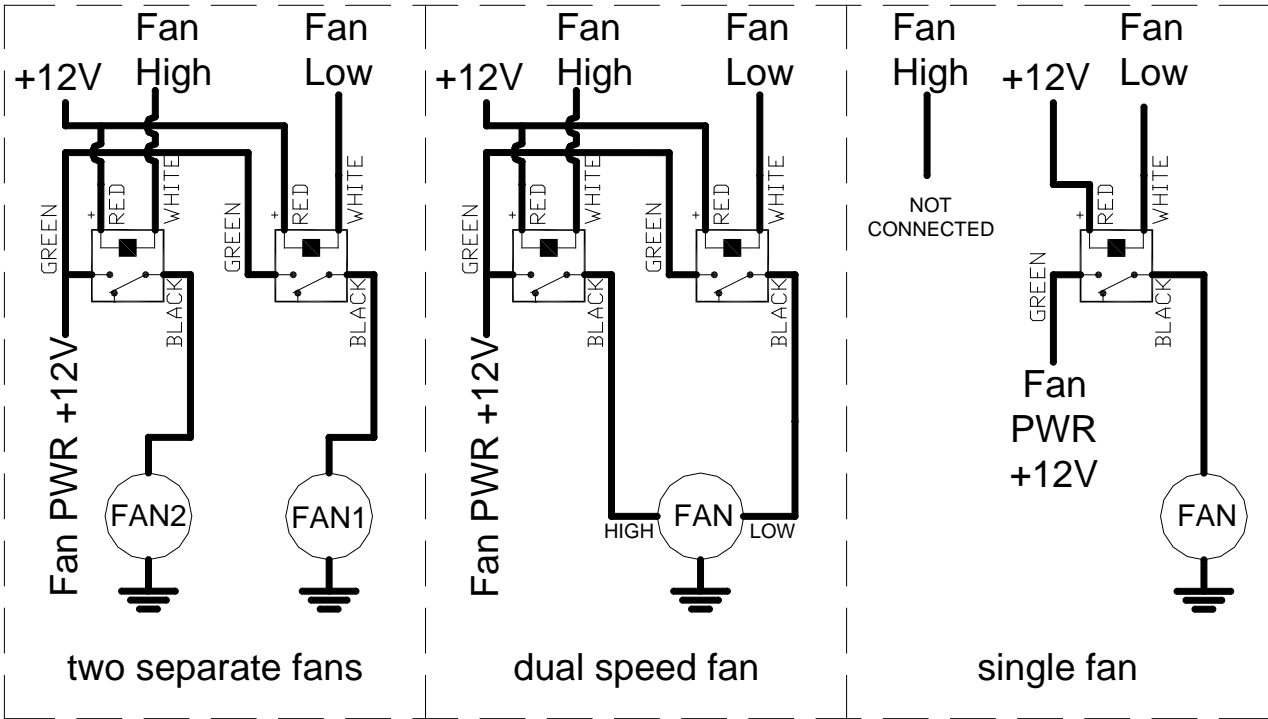 Fan
High
Fan
Low
+12V
GREEN
+
RED
WHITE
GREEN
+
RED
WHITE
BLACK
BLACK
Fan PWR +12V
FAN2
FAN1
two separate fans
Fan
High
Fan
Low
+12V
GREEN
+
RED
WHITE
GREEN
+
RED
WHITE
BLACK
BLACK
Fan PWR +12V
HIGH
FAN
LOW
dual speed fan
Fan
High
Fan
Low
+12V
NOT
CONNECTED
+
RED
WHITE
GREEN
BLACK
Fan
PWR
+12V
FAN
single fan